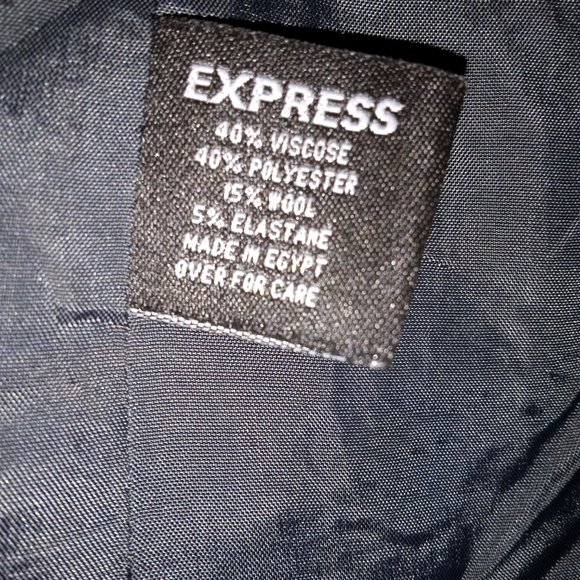 EXPRESS
40% VISCOSE
40% POLYESTER
15% WOOL
5% ELASTANE
MADE IN EGYPT
OVER FOR CARE